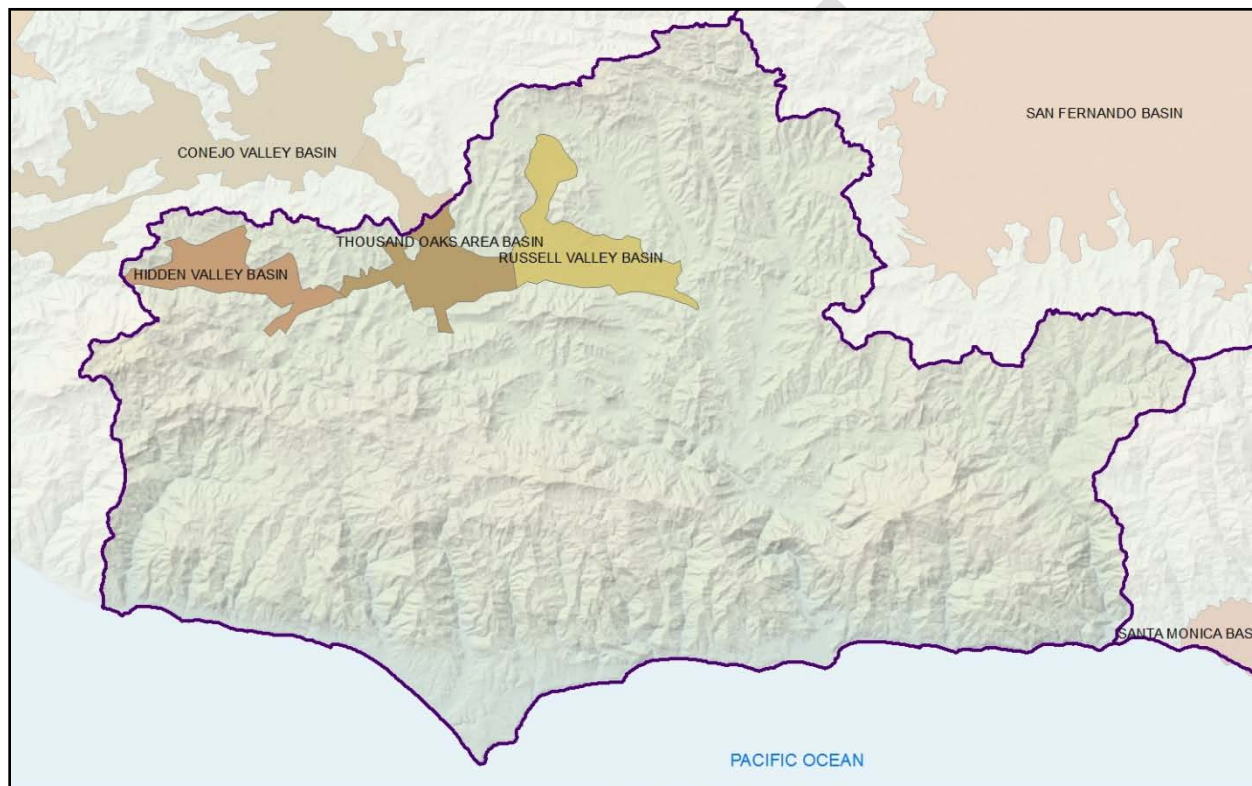 SAN FERNANDO BASIN
CONEJO VALLEY BASIN
THOUSAND OAKS AREA BASIN
RUSSELL VALLEY BASIN
HIDDEN VALLEY BASIN
SANTA MONICA BAS
PACIFIC OCEAN